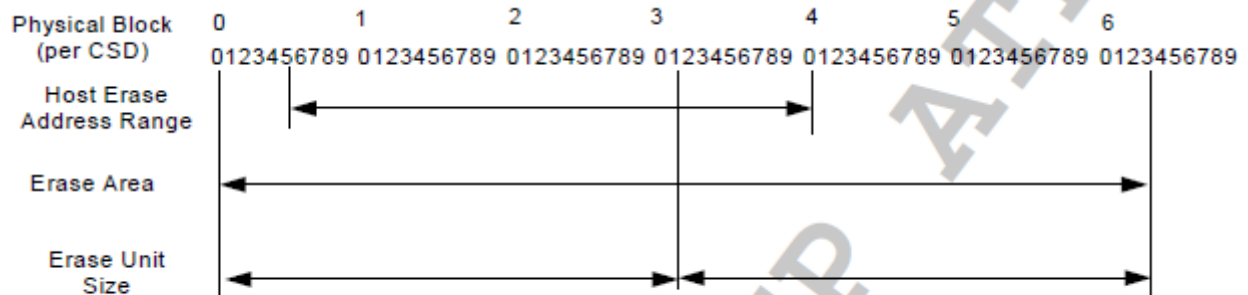 Physical Block 0 1 2 3 4 5 6
(per CSD) 0123456789 0123456789 0123456789 0123456789 0123456789 0123456789 0123456789
Host Erase
Address Range
Erase Area
Erase Unit
Size